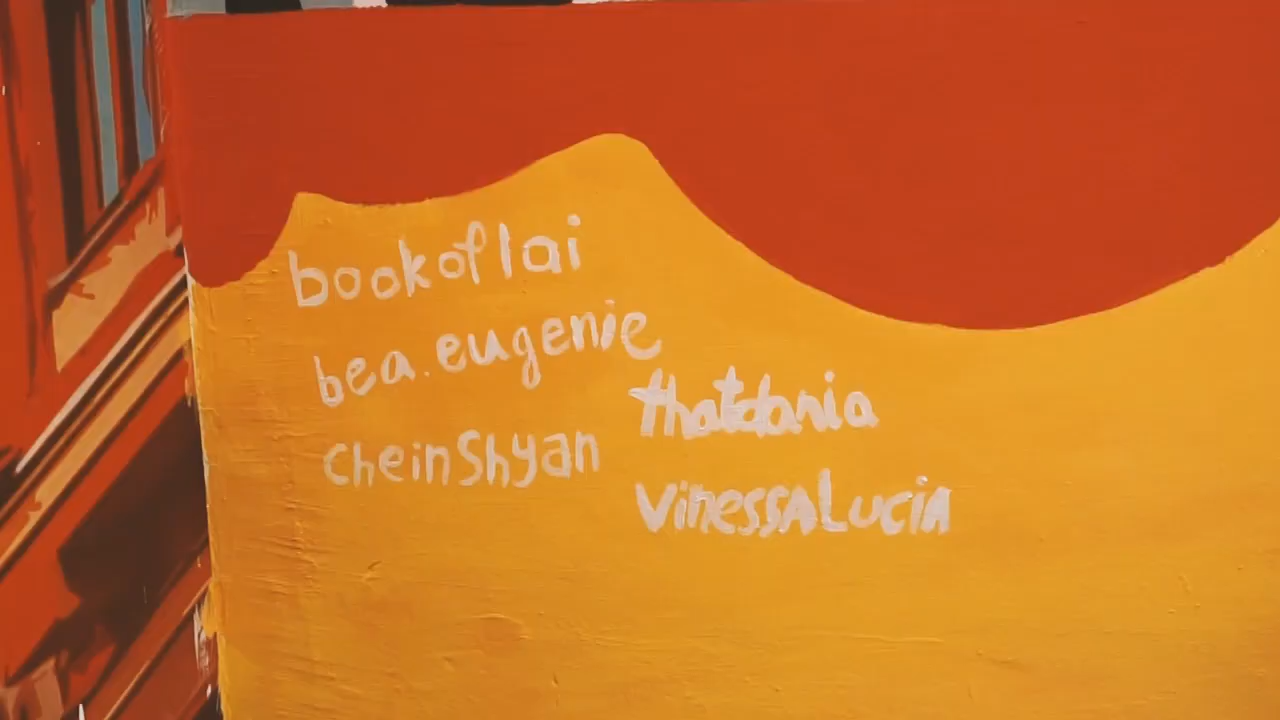 bookoflai
bea.eugenie
CheinShyan
thatdania
VinessaLucia